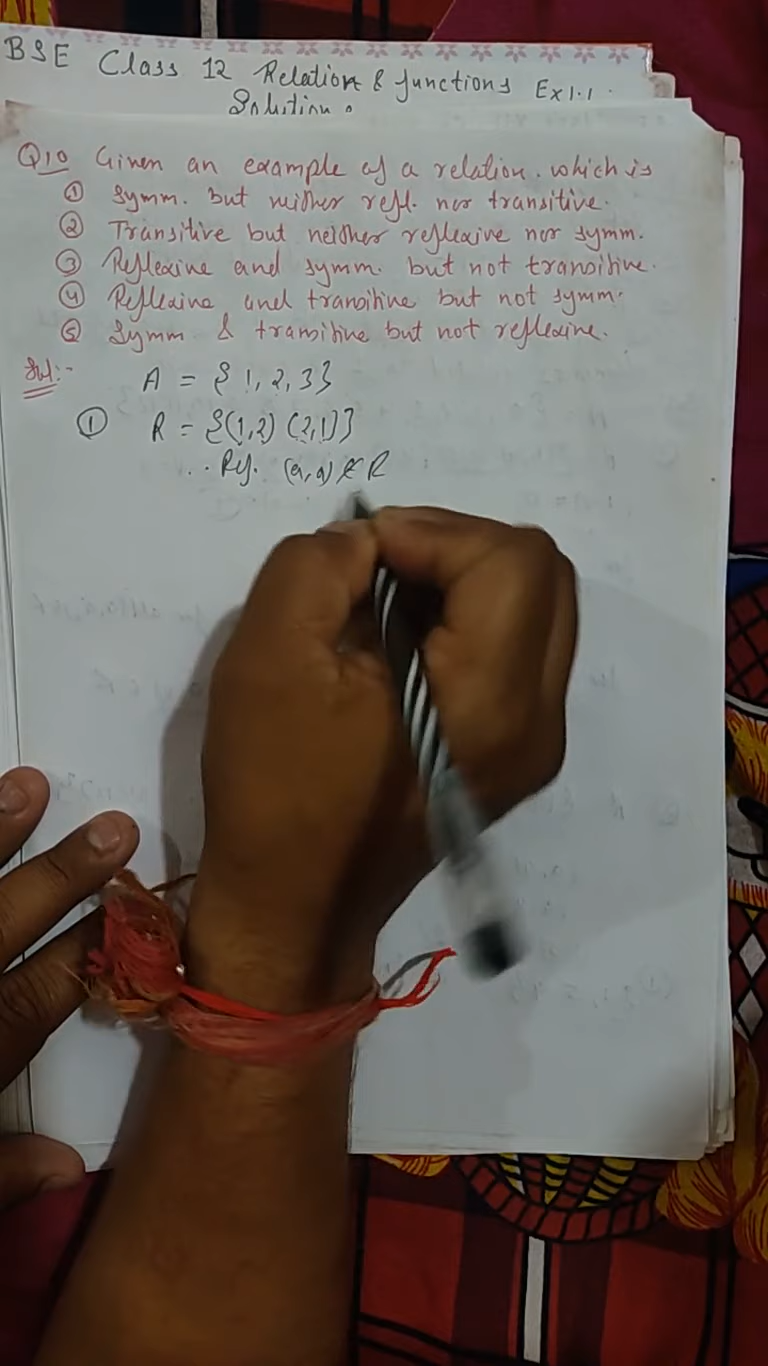 BSE Class 12 Relation & functions Ex 1.1.
Solution.
Q10 Given an example of a relation. which is
① Symm. but neither refl. nor transitive.
② Transitive but neither reflexive nor symm.
③ Reflexive and symm. but not transitive.
④ Reflexive and transitive but not symm.
⑤ Symm & transitive but not reflexive.
Sol:- A = {1, 2, 3}
① R = {(1,2) (2,1)}
Ref. (a,a) ∉ R